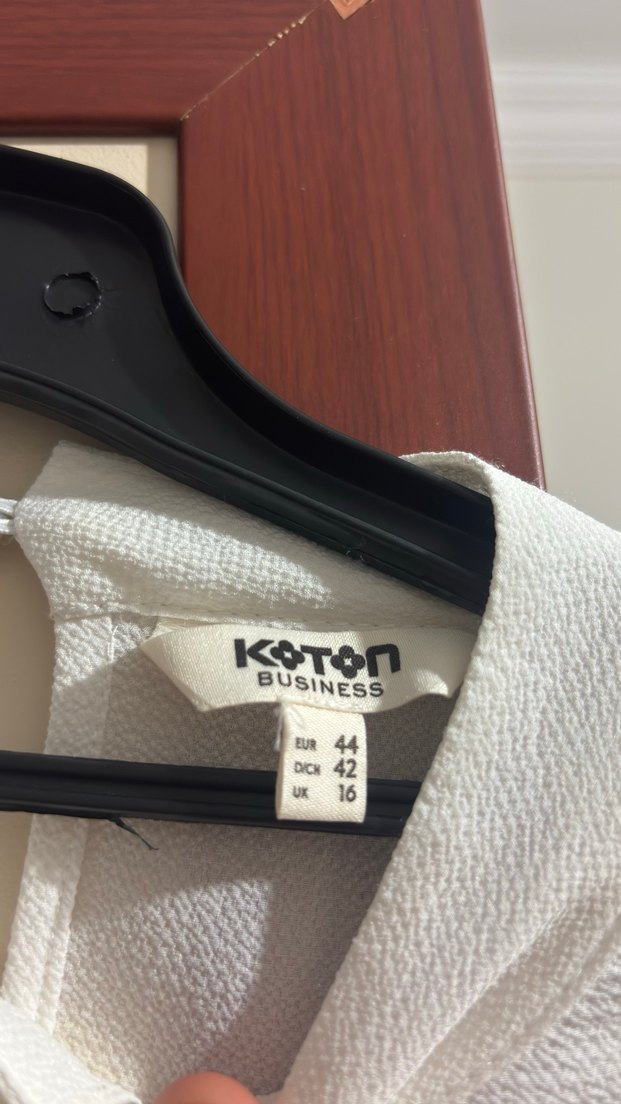 KOTON
BUSINESS
EUR 44
D/CH 42
UK 16